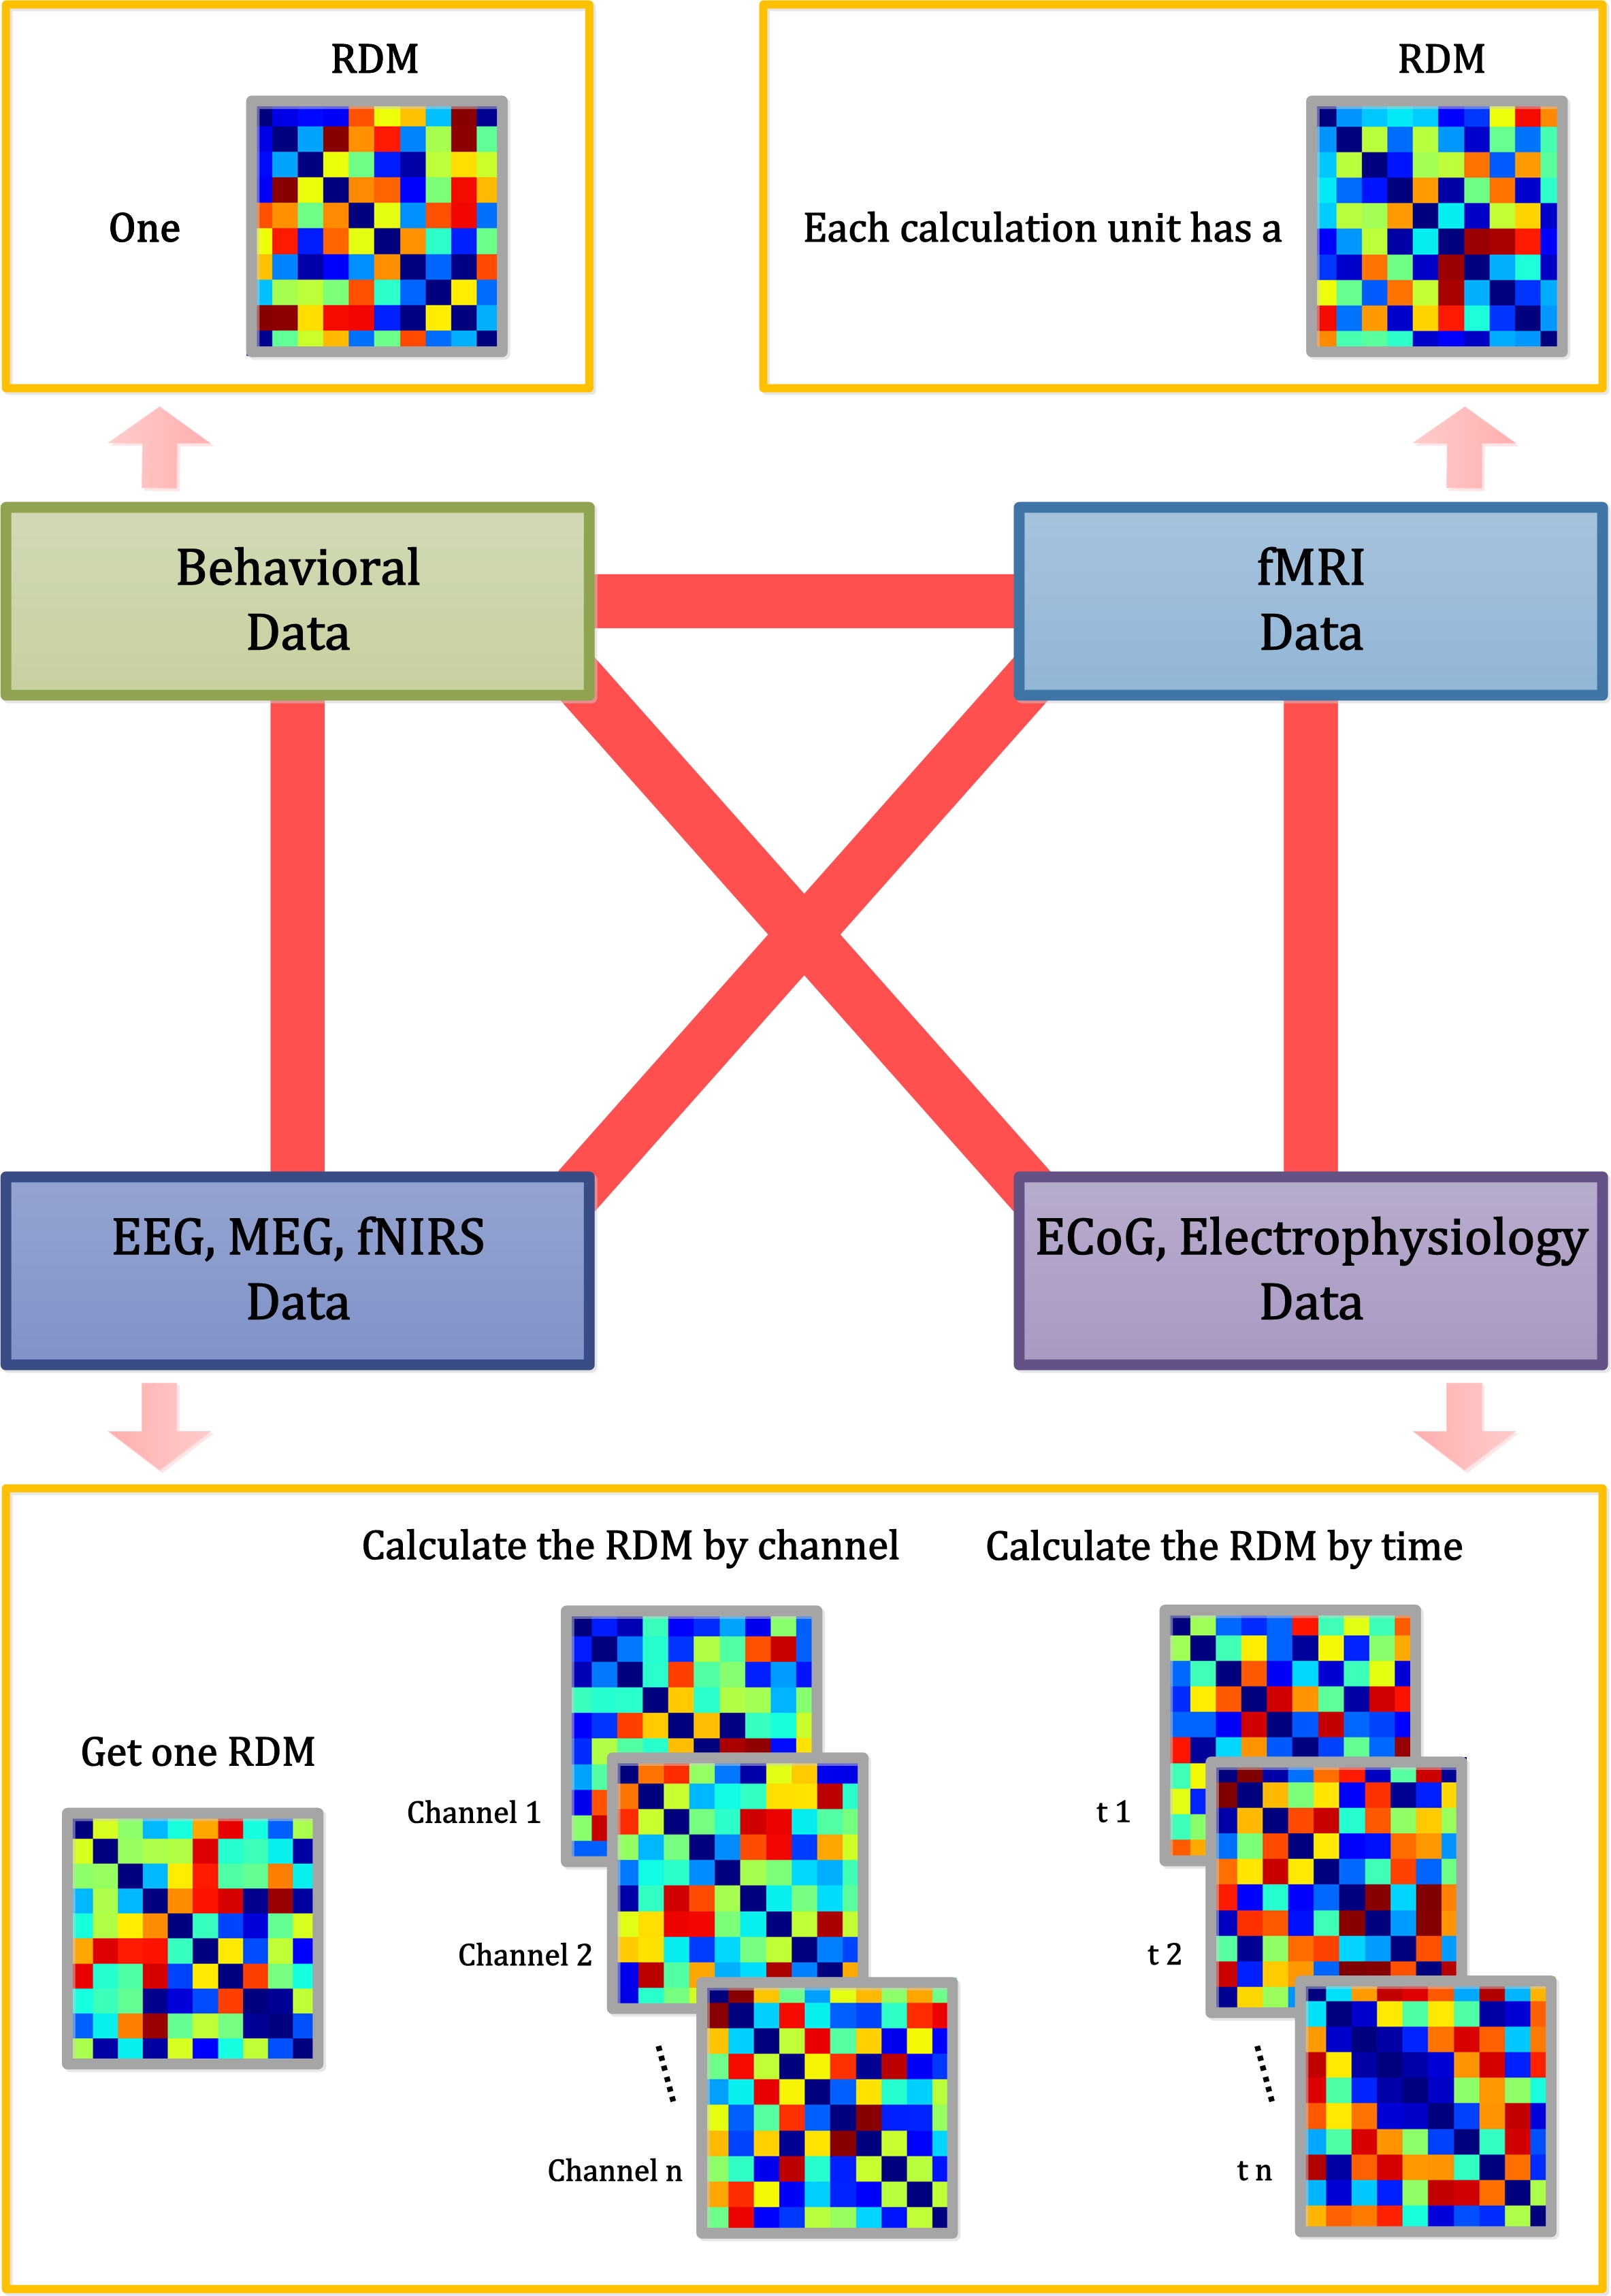 RDM
One
RDM
Each calculation unit has a
Behavioral
Data
fMRI
Data
EEG, MEG, fNIRS
Data
ECoG, Electrophysiology
Data
Calculate the RDM by channel
Calculate the RDM by time
Get one RDM
Channel 1
Channel 2
Channel n
t 1
t 2
t n